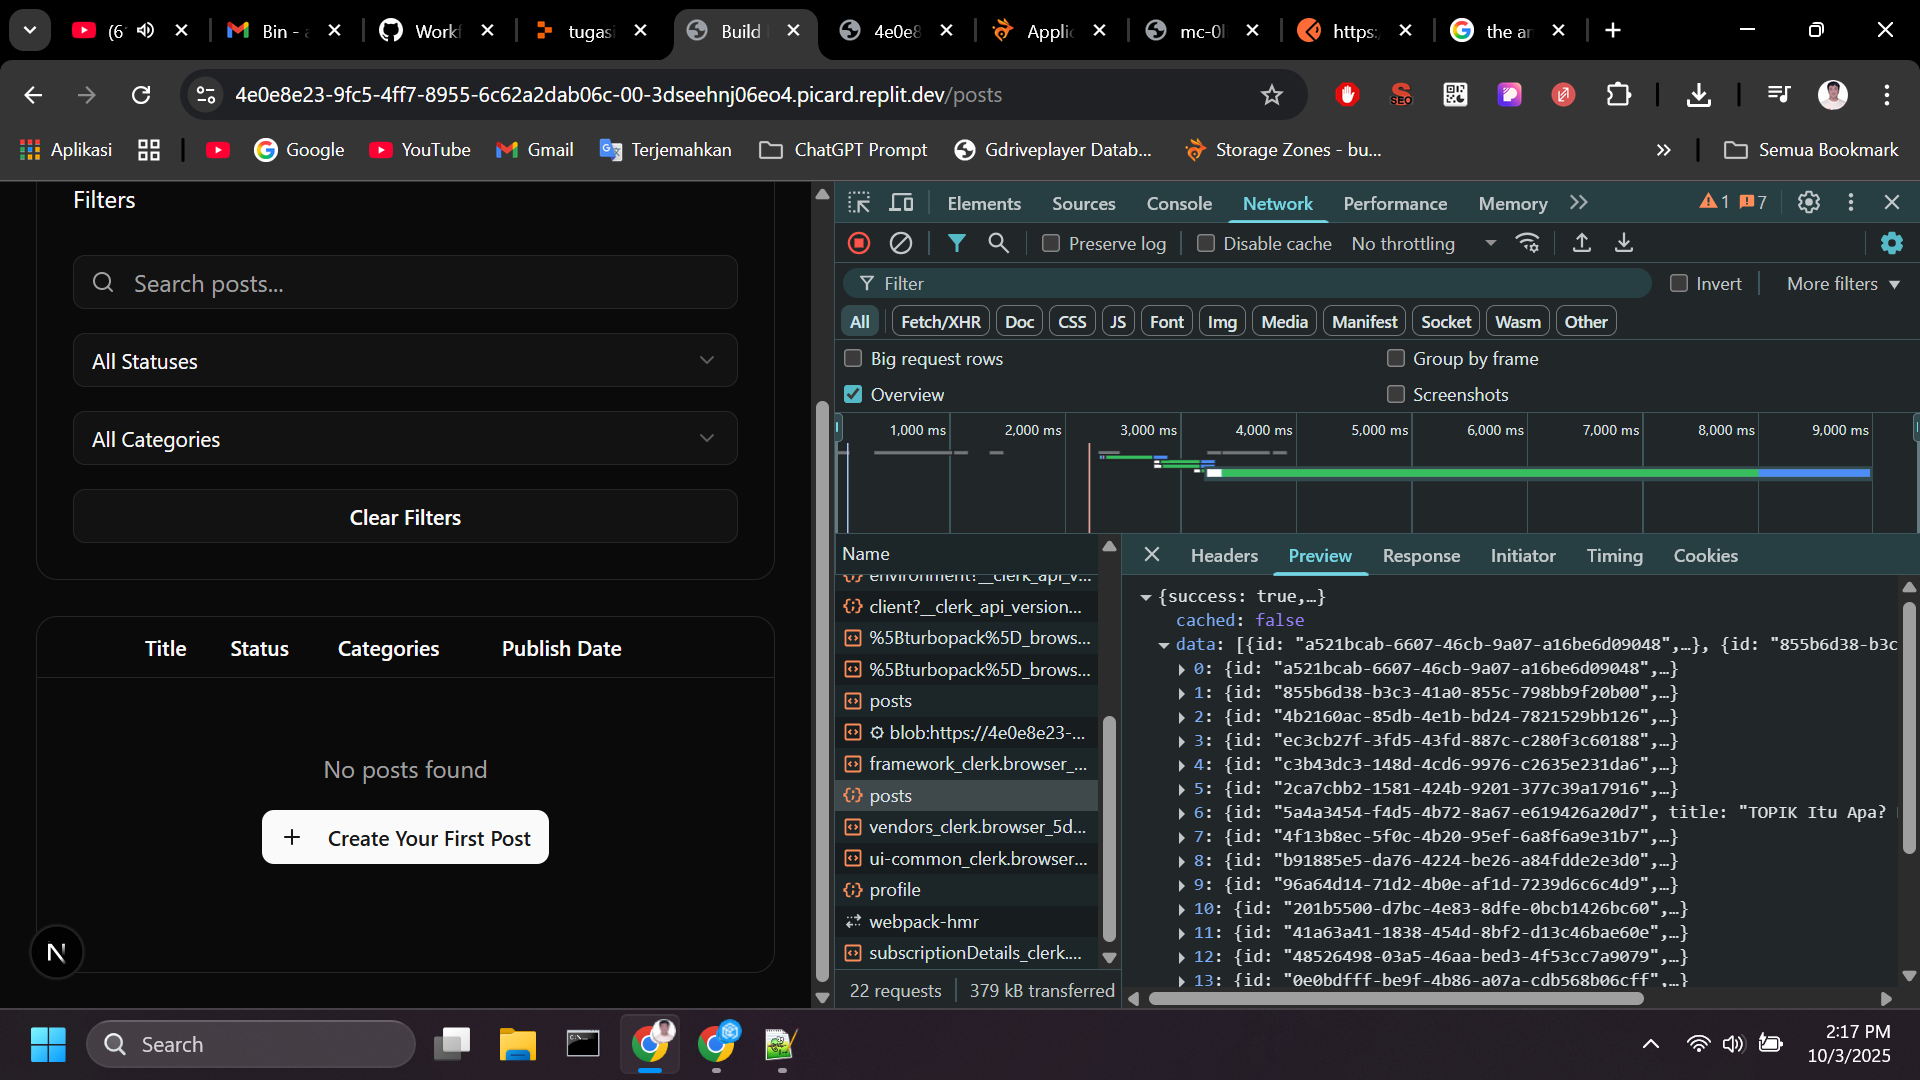 (6
Bin - a
Workf
tugasi
Build
4e0e8
Applic
mc-0l
https:
the ar
4e0e8e23-9fc5-4ff7-8955-6c62a2dab06c-00-3dseehnj06eo4.picard.replit.dev/posts
SEO
Aplikasi
Google
YouTube
Gmail
Terjemahkan
ChatGPT Prompt
Gdriveplayer Datab...
Storage Zones - bu...
Semua Bookmark
Filters
Search posts...
All Statuses
All Categories
Clear Filters
Title Status Categories Publish Date
No posts found
+ Create Your First Post
N
Elements Sources Console Network Performance Memory
1 7
Preserve log Disable cache No throttling
Filter Invert More filters
All Fetch/XHR Doc CSS JS Font Img Media Manifest Socket Wasm Other
Big request rows Group by frame
Overview Screenshots
1,000 ms 2,000 ms 3,000 ms 4,000 ms 5,000 ms 6,000 ms 7,000 ms 8,000 ms 9,000 ms
Name
environment?__clerk_api_v...
client?__clerk_api_version...
%5Bturbopack%5D_brows...
%5Bturbopack%5D_brows...
posts
blob:https://4e0e8e23-...
framework_clerk.browser_...
posts
vendors_clerk.browser_5d...
ui-common_clerk.browser...
profile
webpack-hmr
subscriptionDetails_clerk....
22 requests 379 kB transferred
Headers Preview Response Initiator Timing Cookies
{success: true,…}
cached: false
data: [{id: "a521bcab-6607-46cb-9a07-a16be6d09048",…}, {id: "855b6d38-b3c
0: {id: "a521bcab-6607-46cb-9a07-a16be6d09048",…}
1: {id: "855b6d38-b3c3-41a0-855c-798bb9f20b00",…}
2: {id: "4b2160ac-85db-4e1b-bd24-7821529bb126",…}
3: {id: "ec3cb27f-3fd5-43fd-887c-c280f3c60188",…}
4: {id: "c3b43dc3-148d-4cd6-9976-c2635e231da6",…}
5: {id: "2ca7cbb2-1581-424b-9201-377c39a17916",…}
6: {id: "5a4a3454-f4d5-4b72-8a67-e619426a20d7", title: "TOPIK Itu Apa?
7: {id: "4f13b8ec-5f0c-4b20-95ef-6a8f6a9e31b7",…}
8: {id: "b91885e5-da76-4224-be26-a84fdde2e3d0",…}
9: {id: "96a64d14-71d2-4b0e-af1d-7239d6c6c4d9",…}
10: {id: "201b5500-d7bc-4e83-8dfe-0bcb1426bc60",…}
11: {id: "41a63a41-1838-454d-8bf2-d13c46bae60e",…}
12: {id: "48526498-03a5-46aa-bed3-4f53cc7a9079",…}
13: {id: "0e0bdfff-be9f-4b86-a07a-cdb568b06cff",…}
Search
2:17 PM
10/3/2025